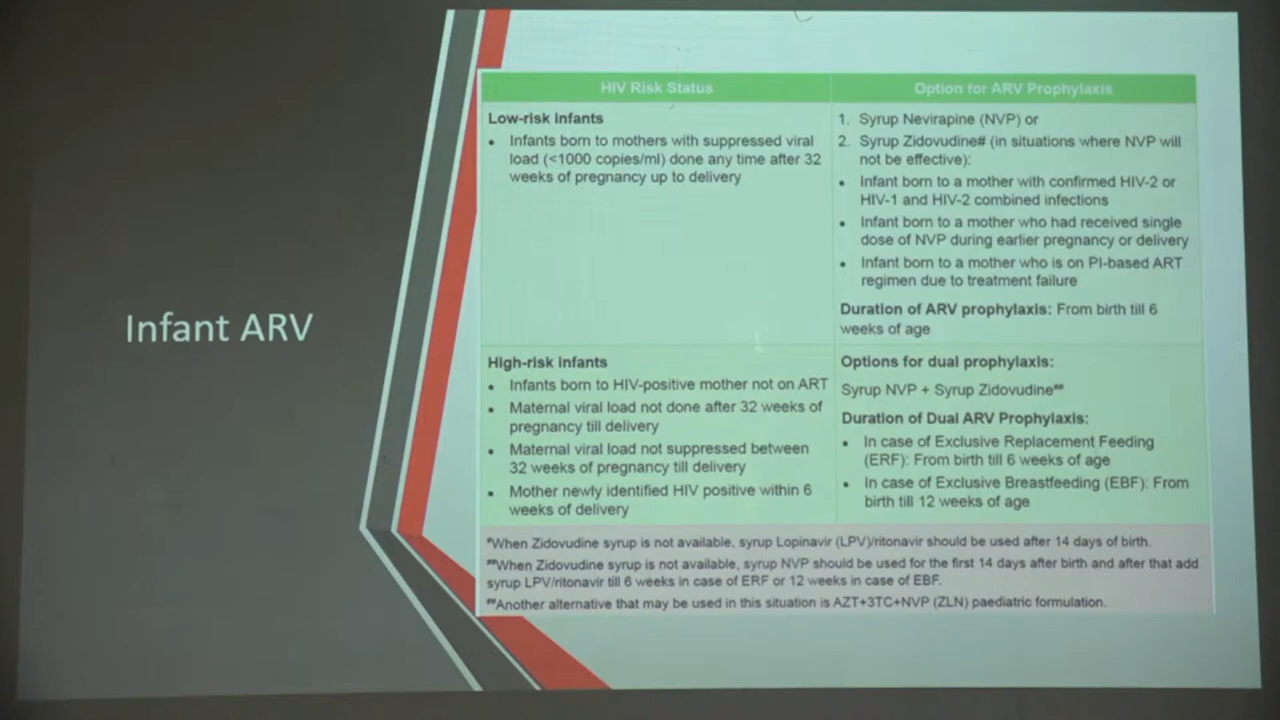 Infant ARV
HIV Risk Status
Option for ARV Prophylaxis
Low-risk infants
• Infants born to mothers with suppressed viral
load (<1000 copies/ml) done any time after 32
weeks of pregnancy up to delivery
1. Syrup Nevirapine (NVP) or
2. Syrup Zidovudine# (in situations where NVP will
not be effective):
• Infant born to a mother with confirmed HIV-2 or
HIV-1 and HIV-2 combined infections
• Infant born to a mother who had received single
dose of NVP during earlier pregnancy or delivery
• Infant born to a mother who is on PI-based ART
regimen due to treatment failure
Duration of ARV prophylaxis: From birth till 6
weeks of age
High-risk infants
• Infants born to HIV-positive mother not on ART
• Maternal viral load not done after 32 weeks of
pregnancy till delivery
• Maternal viral load not suppressed between
32 weeks of pregnancy till delivery
• Mother newly identified HIV positive within 6
weeks of delivery
Options for dual prophylaxis:
Syrup NVP + Syrup Zidovudine##
Duration of Dual ARV Prophylaxis:
• In case of Exclusive Replacement Feeding
(ERF): From birth till 6 weeks of age
• In case of Exclusive Breastfeeding (EBF): From
birth till 12 weeks of age
#When Zidovudine syrup is not available, syrup Lopinavir (LPV)/ritonavir should be used after 14 days of birth.
##When Zidovudine syrup is not available, syrup NVP should be used for the first 14 days after birth and after that add
syrup LPV/ritonavir till 6 weeks in case of ERF or 12 weeks in case of EBF.
##Another alternative that may be used in this situation is AZT+3TC+NVP (ZLN) paediatric formulation.